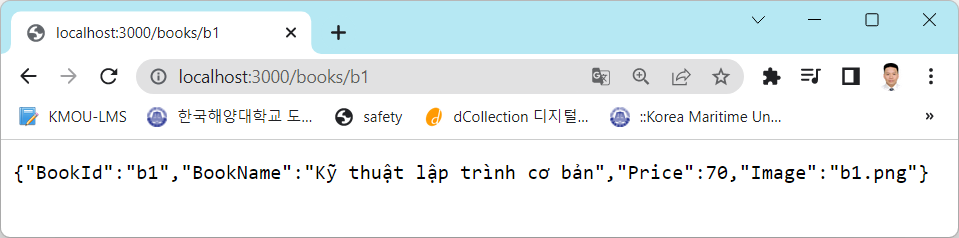 localhost:3000/books/b1
localhost:3000/books/b1
KMOU-LMS 한국해양대학교 도... safety dCollection 디지털... ::Korea Maritime Un... »
{"BookId":"b1","BookName":"Kỹ thuật lập trình cơ bản","Price":70,"Image":"b1.png"}